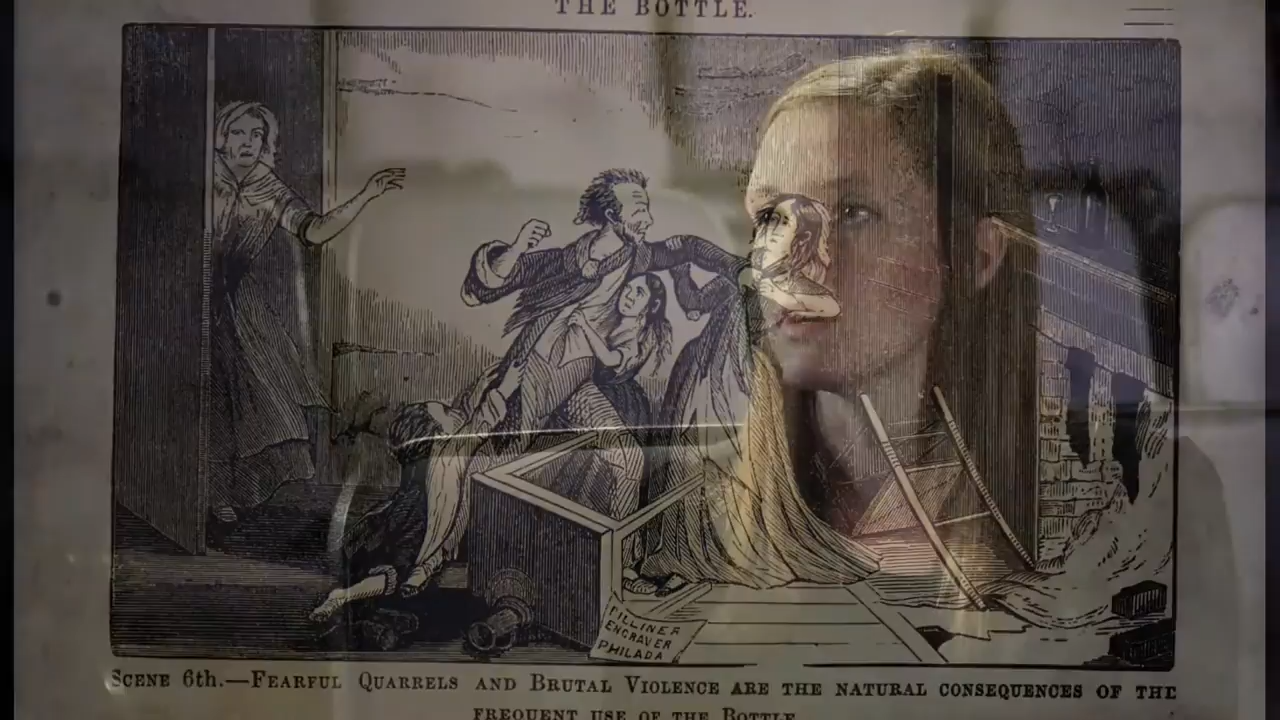 THE BOTTLE.
FILLINER
ENGRAVER
PHILADA
SCENE 6th.—FEARFUL QUARRELS AND BRUTAL VIOLENCE ARE THE NATURAL CONSEQUENCES OF THE
FREQUENT USE OF THE BOTTLE